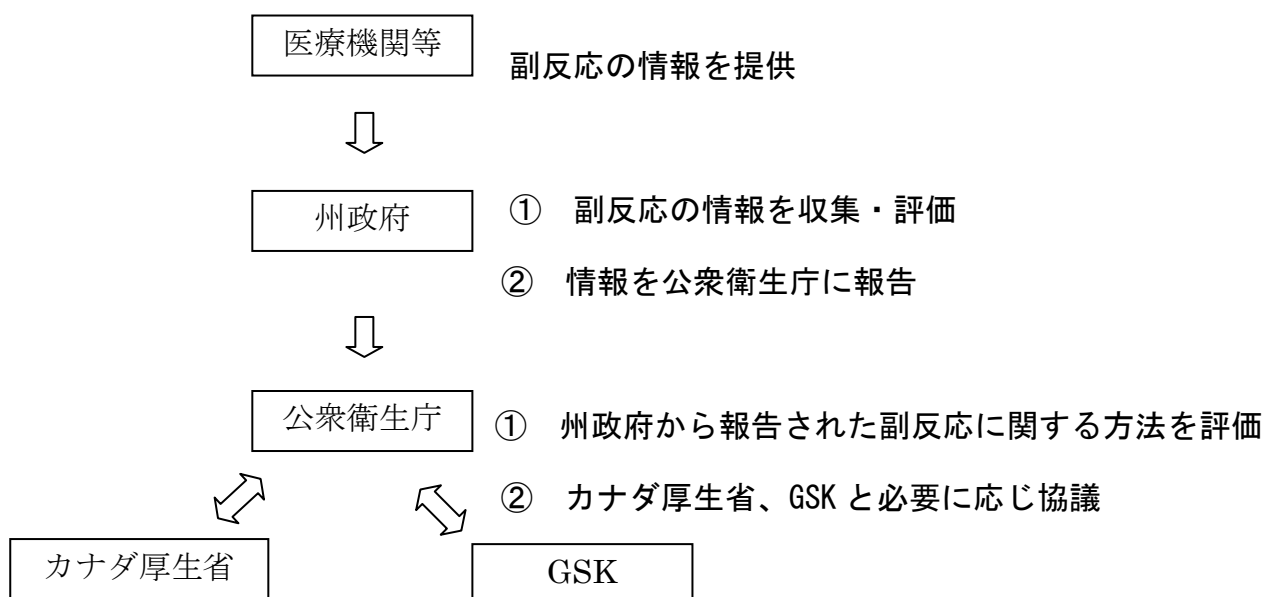 医療機関等
副反応の情報を提供
州政府
① 副反応の情報を収集・評価
② 情報を公衆衛生庁に報告
公衆衛生庁
① 州政府から報告された副反応に関する方法を評価
② カナダ厚生省、GSK と必要に応じ協議
カナダ厚生省
GSK